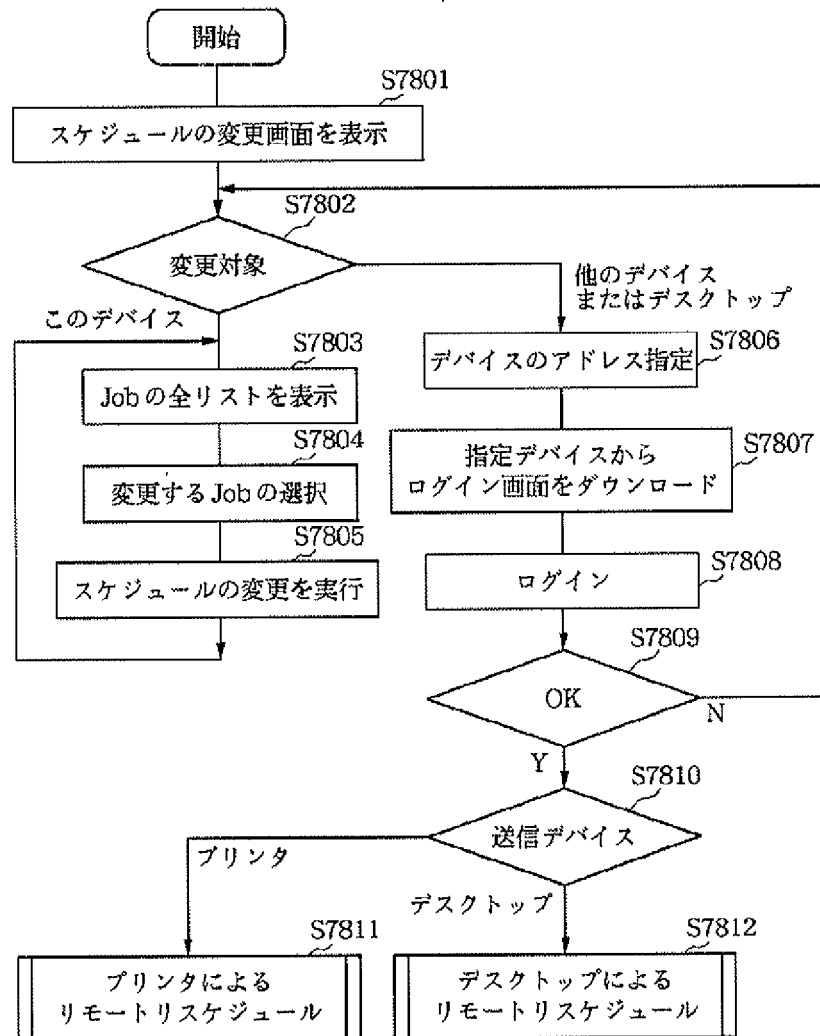 開始
S7801
スケジュールの変更画面を表示
S7802
変更対象
このデバイス
他のデバイス
またはデスクトップ
S7803
Jobの全リストを表示
S7804
変更するJobの選択
S7805
スケジュールの変更を実行
S7806
デバイスのアドレス指定
S7807
指定デバイスから
ログイン画面をダウンロード
S7808
ログイン
S7809
OK
N
Y
S7810
送信デバイス
プリンタ
デスクトップ
S7811
プリンタによる
リモートリスケジュール
S7812
デスクトップによる
リモートリスケジュール